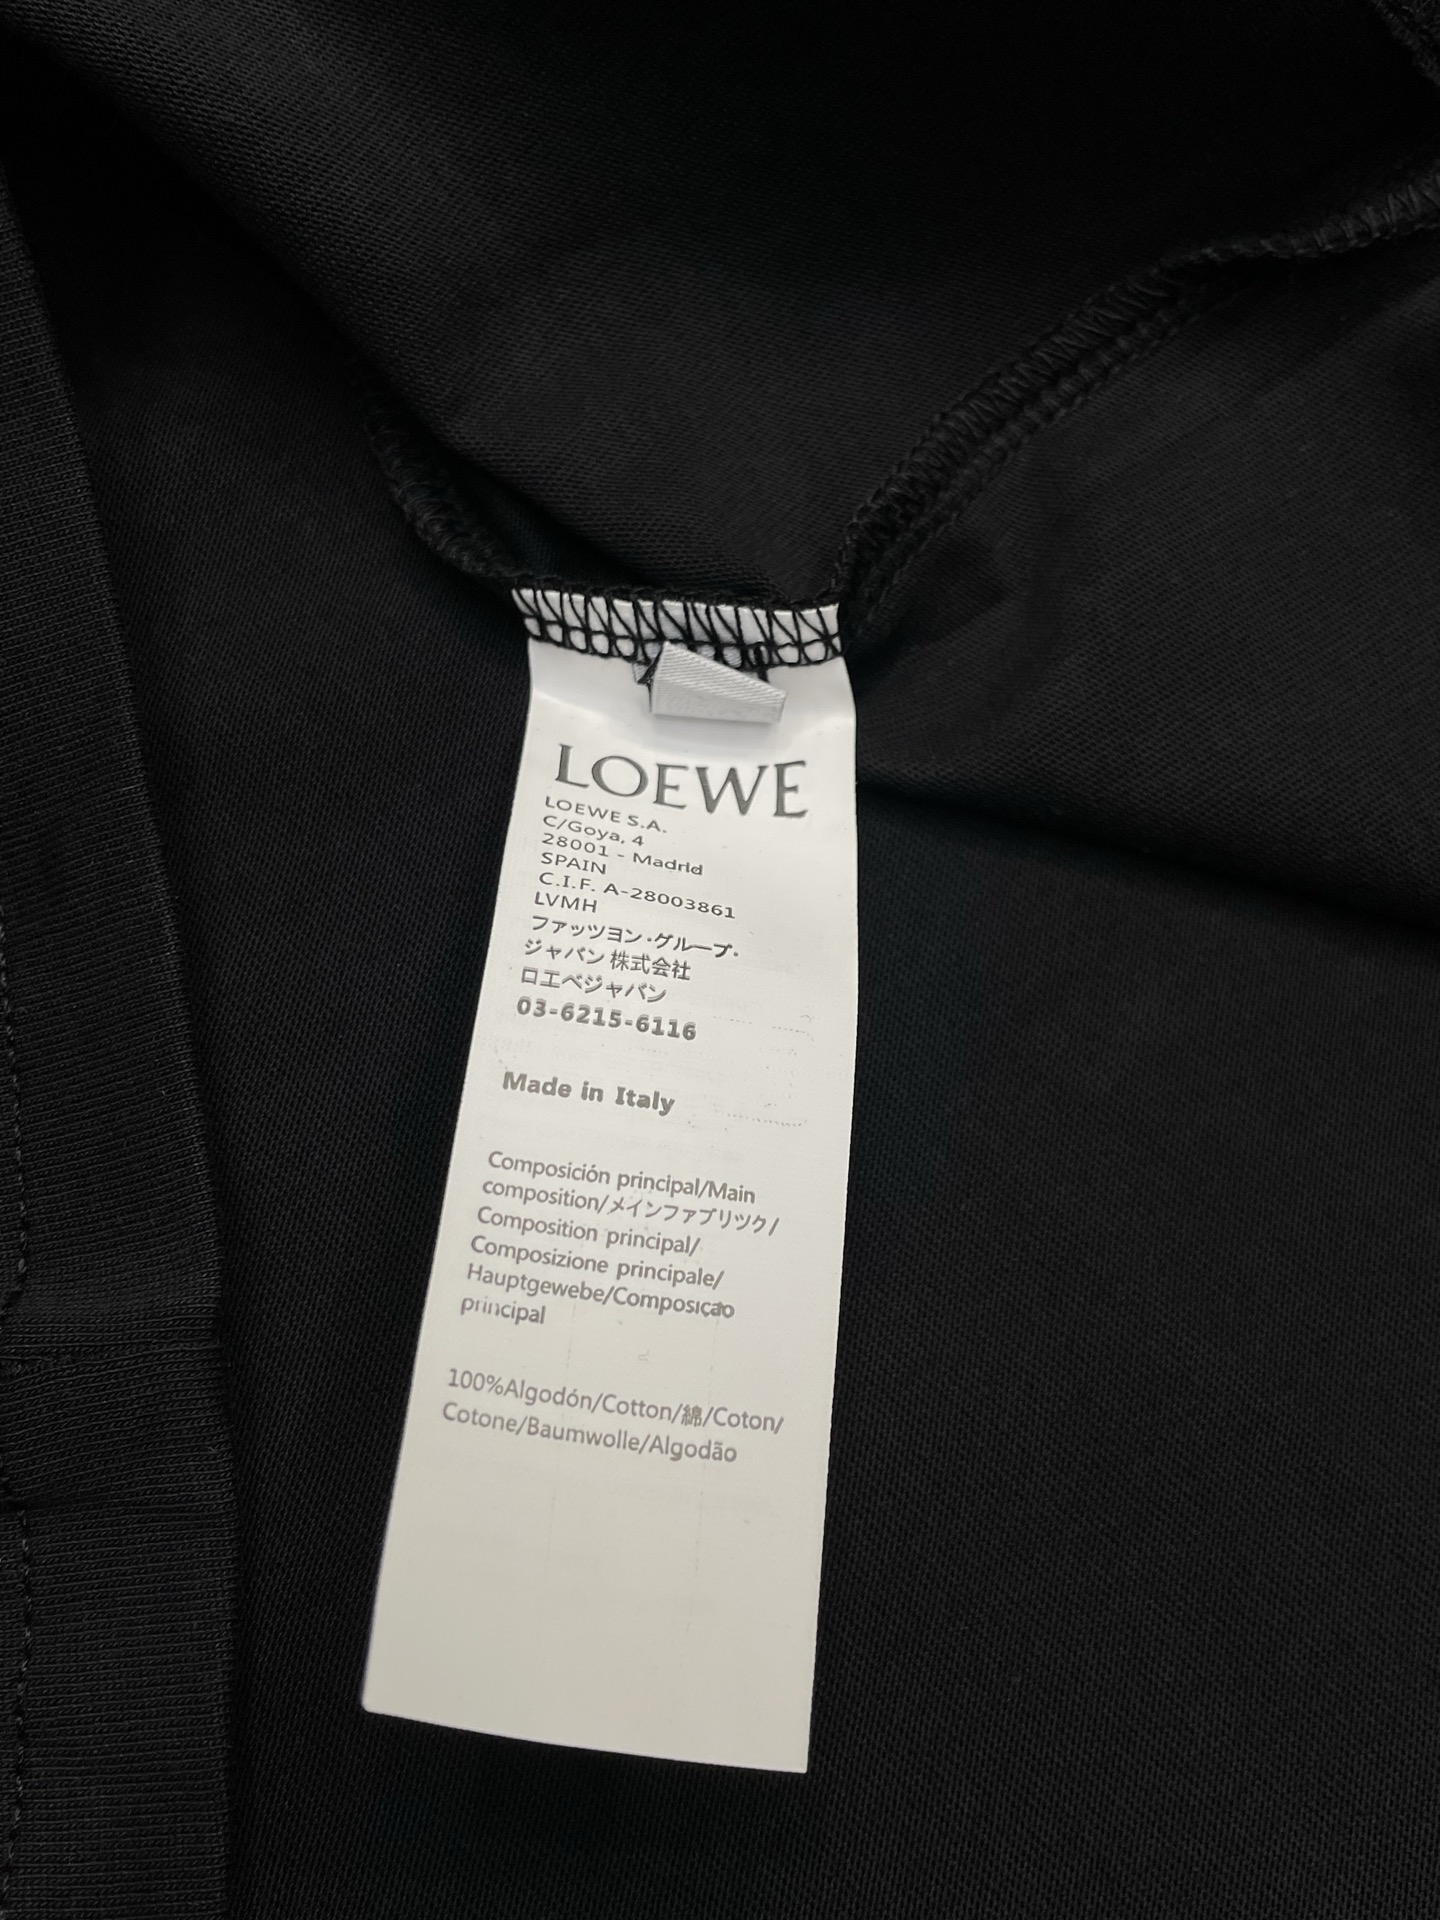 LOEWE
LOEWE S.A.
C/Goya, 4
28001 - Madrid
SPAIN
C.I.F. A-28003861
LVMH
ファッツヨン・グループ・
ジャパン 株式会社
ロエベジャパン
03-6215-6116
Made in Italy
Composición principal/Main
composition/メインファブリツク/
Composition principal/
Composizione principale/
Hauptgewebe/Composiçao
principal
100%Algodón/Cotton/綿/Coton/
Cotone/Baumwolle/Algodão